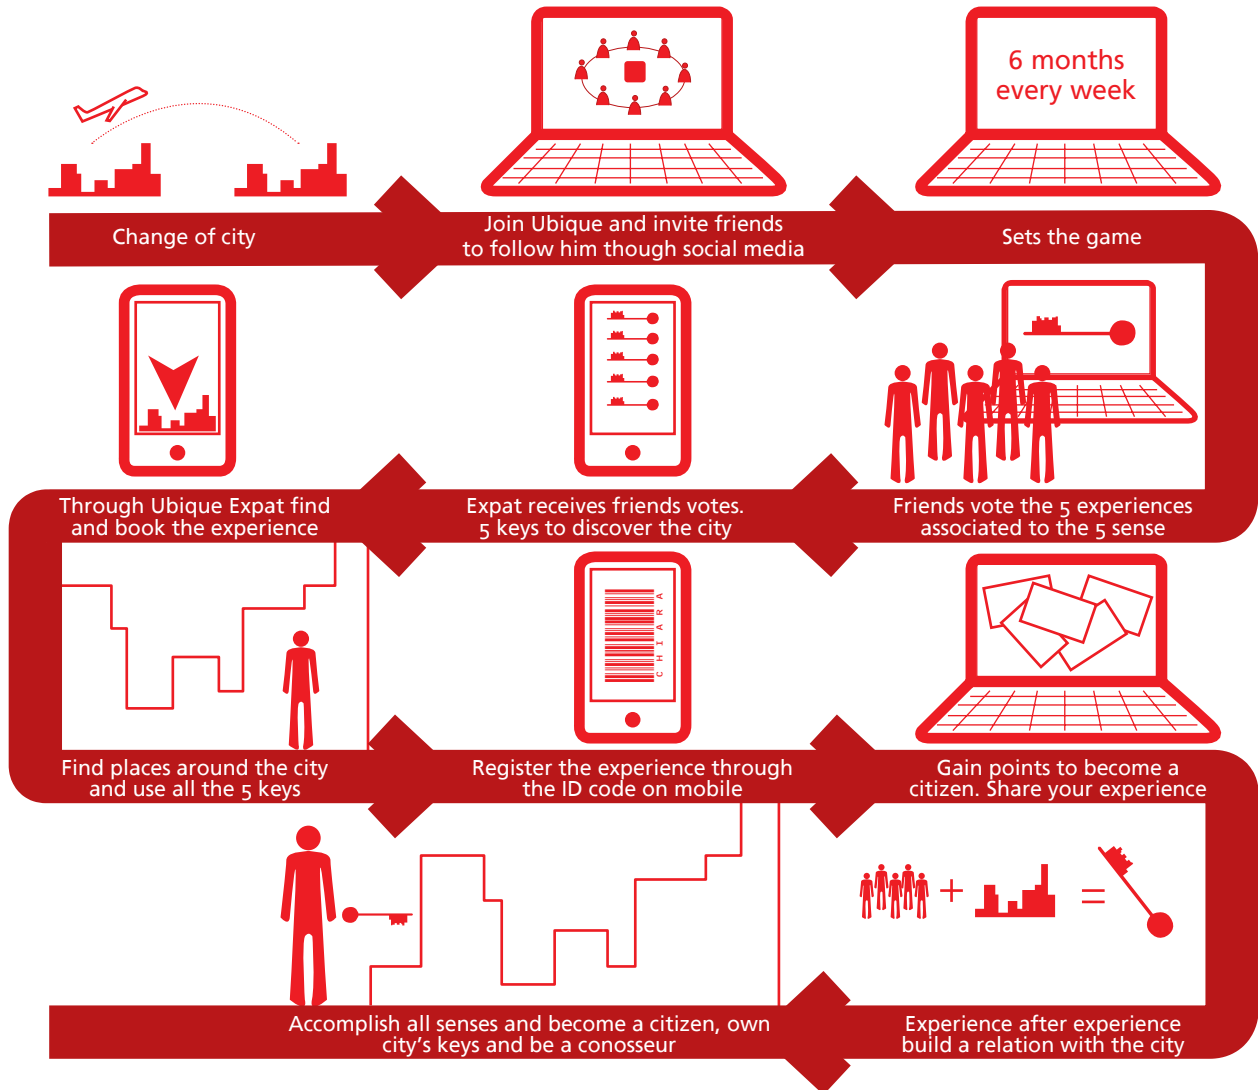 6 months
every week
Change of city
Join Ubique and invite friends
to follow him though social media
Sets the game
Friends vote the 5 experiences
associated to the 5 sense
Expat receives friends votes.
5 keys to discover the city
Through Ubique Expat find
and book the experience
CHIARA
Find places around the city
and use all the 5 keys
Register the experience through
the ID code on mobile
Gain points to become a
citizen. Share your experience
+ =
Experience after experience
build a relation with the city
Accomplish all senses and become a citizen, own
city's keys and be a conosseur